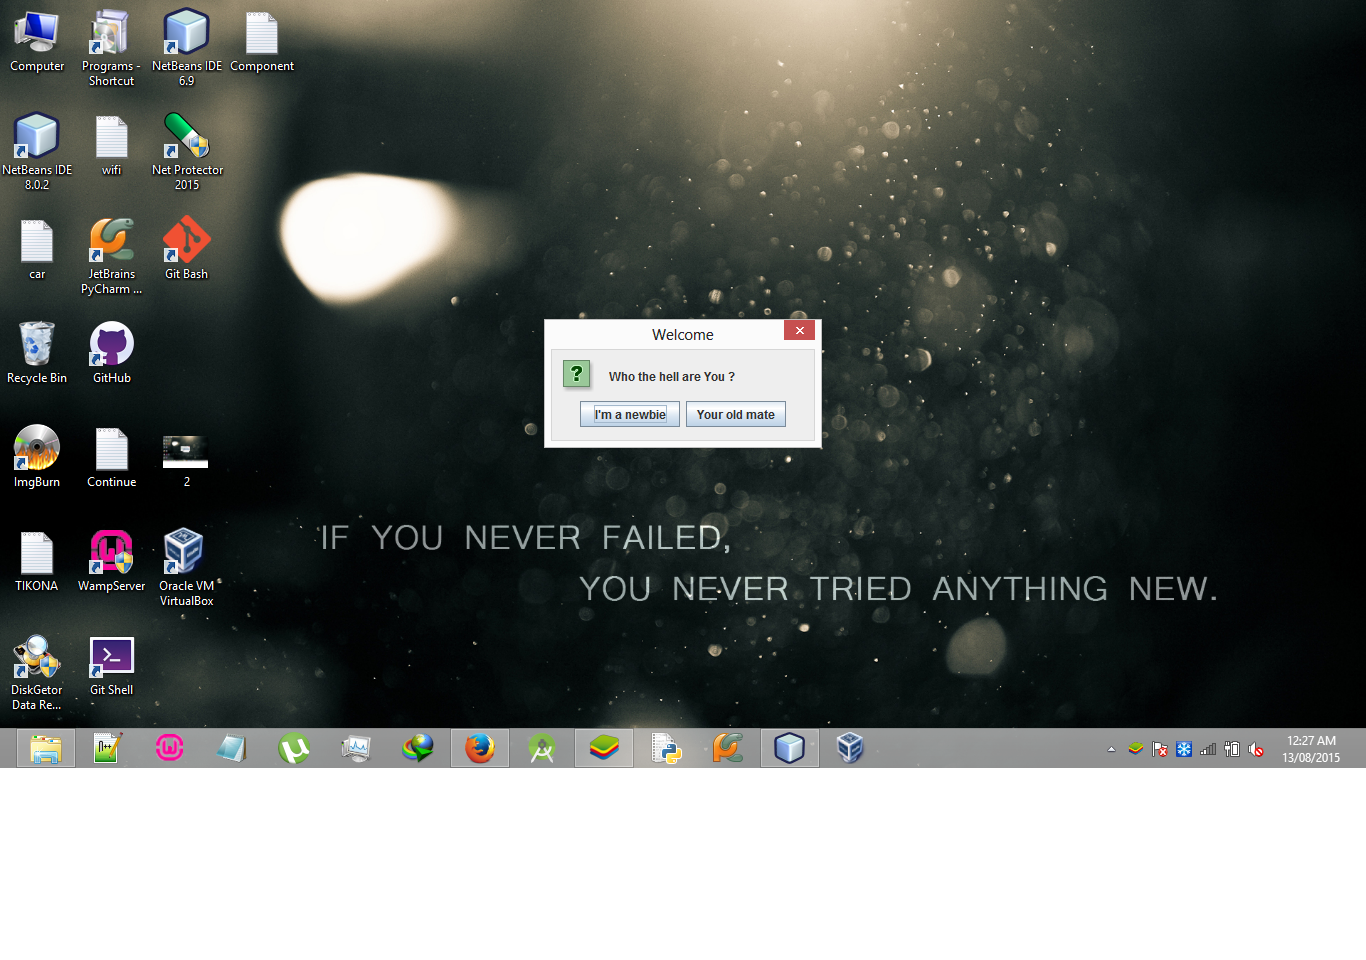 Computer
Programs -
Shortcut
NetBeans IDE
6.9
Component
NetBeans IDE
8.0.2
wifi
Net Protector
2015
car
JetBrains
PyCharm ...
Git Bash
Recycle Bin
GitHub
ImgBurn
Continue
2
TIKONA
WampServer
Oracle VM
VirtualBox
DiskGetor
Data Re...
Git Shell
Welcome
Who the hell are You ?
I'm a newbie
Your old mate
IF YOU NEVER FAILED,
YOU NEVER TRIED ANYTHING NEW.
12:27 AM
13/08/2015